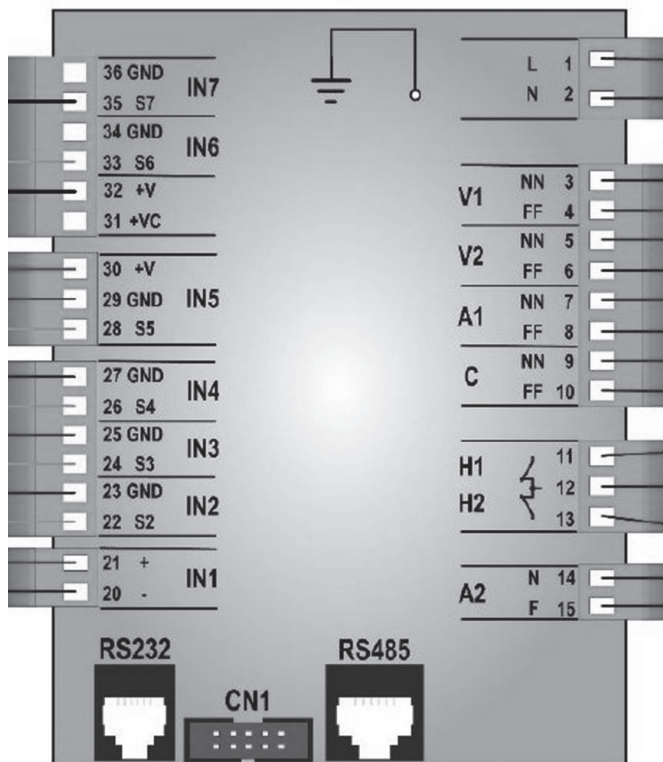 36 GND
35 S7
IN7
34 GND
33 S6
IN6
32 +V
31 +VC
30 +V
29 GND
28 S5
IN5
27 GND
26 S4
IN4
25 GND
24 S3
IN3
23 GND
22 S2
IN2
21 +
20 -
IN1
L 1
N 2
V1
NN 3
FF 4
V2
NN 5
FF 6
A1
NN 7
FF 8
C
NN 9
FF 10
H1
H2
11
12
13
A2
N 14
F 15
RS232
CN1
RS485